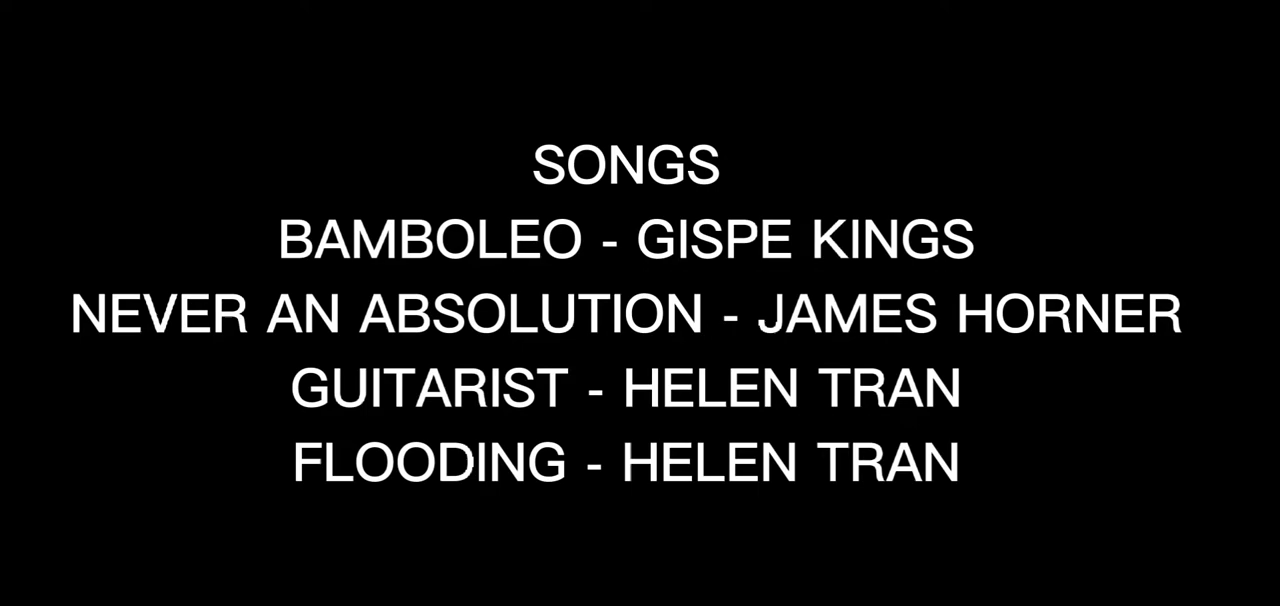 SONGS
BAMBOLEO - GISPE KINGS
NEVER AN ABSOLUTION - JAMES HORNER
GUITARIST - HELEN TRAN
FLOODING - HELEN TRAN